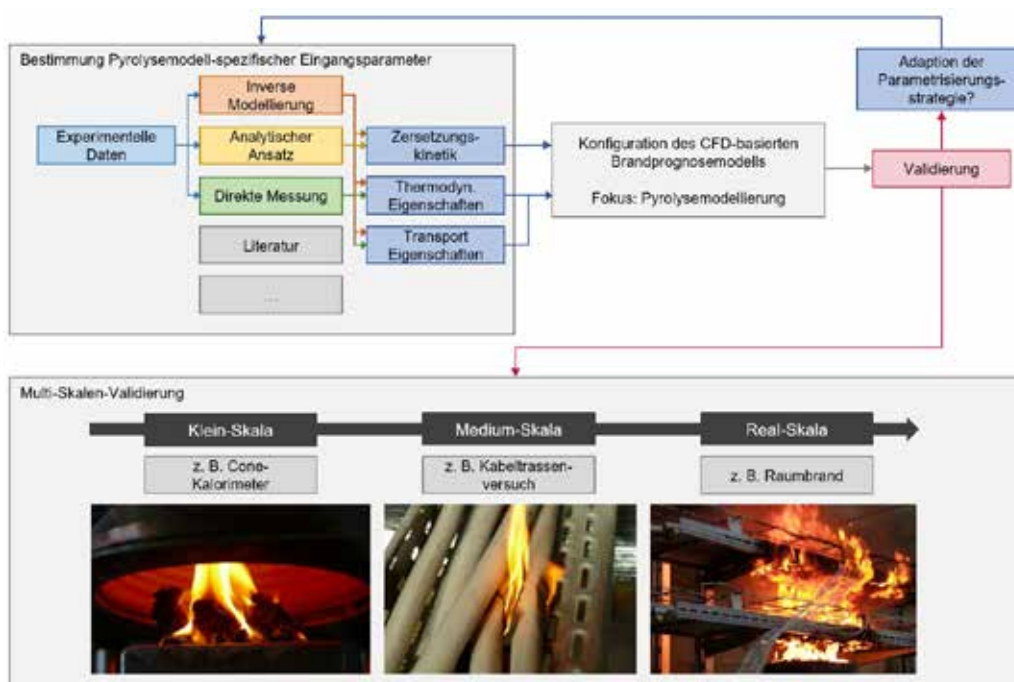 Bestimmung Pyrolysemodell-spezifischer Eingangsparameter
Inverse
Modellierung
Experimentelle
Daten
Analytischer
Ansatz
Direkte Messung
Literatur
...
Zersetzungs-
kinetik
Thermodyn.
Eigenschaften
Transport
Eigenschaften
Konfiguration des CFD-basierten
Brandprognosemodells
Fokus: Pyrolysemodellierung
Adaption der
Parametrisierungs-
strategie?
Validierung
Multi-Skalen-Validierung
Klein-Skala
Medium-Skala
Real-Skala
z. B. Cone-
Kalorimeter
z. B. Kabeltrassen-
versuch
z. B. Raumbrand